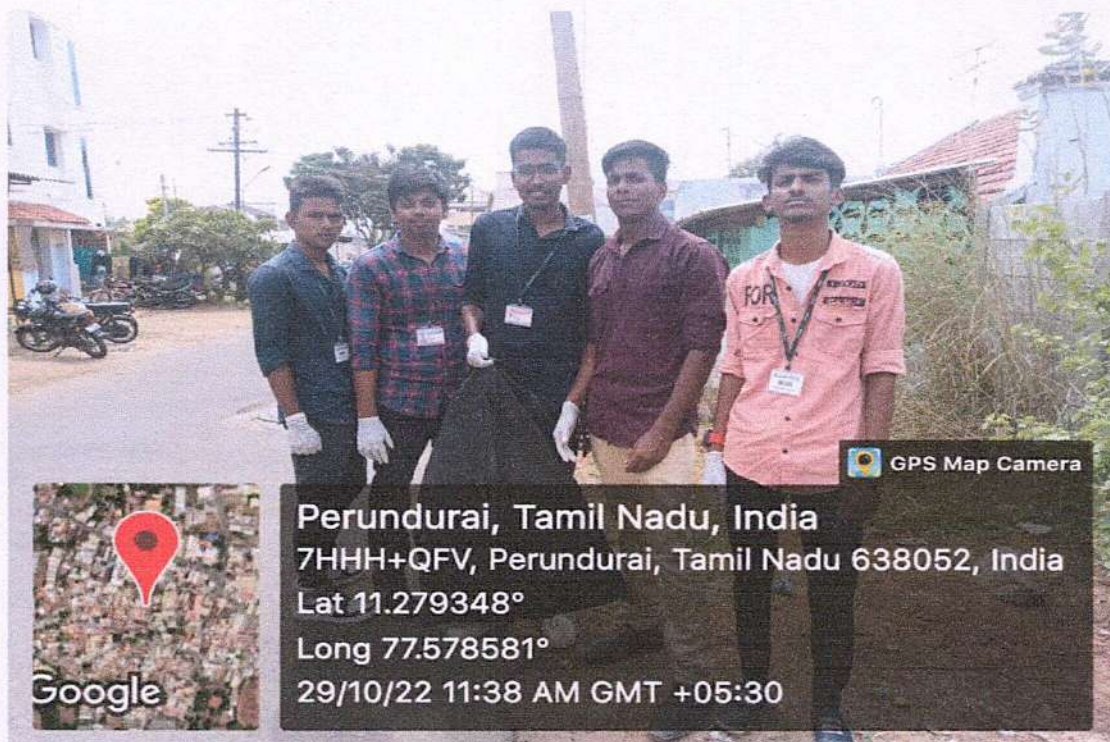 FOR
GPS Map Camera
Perundurai, Tamil Nadu, India
7HHH+QFV, Perundurai, Tamil Nadu 638052, India
Lat 11.279348°
Long 77.578581°
29/10/22 11:38 AM GMT +05:30
Google